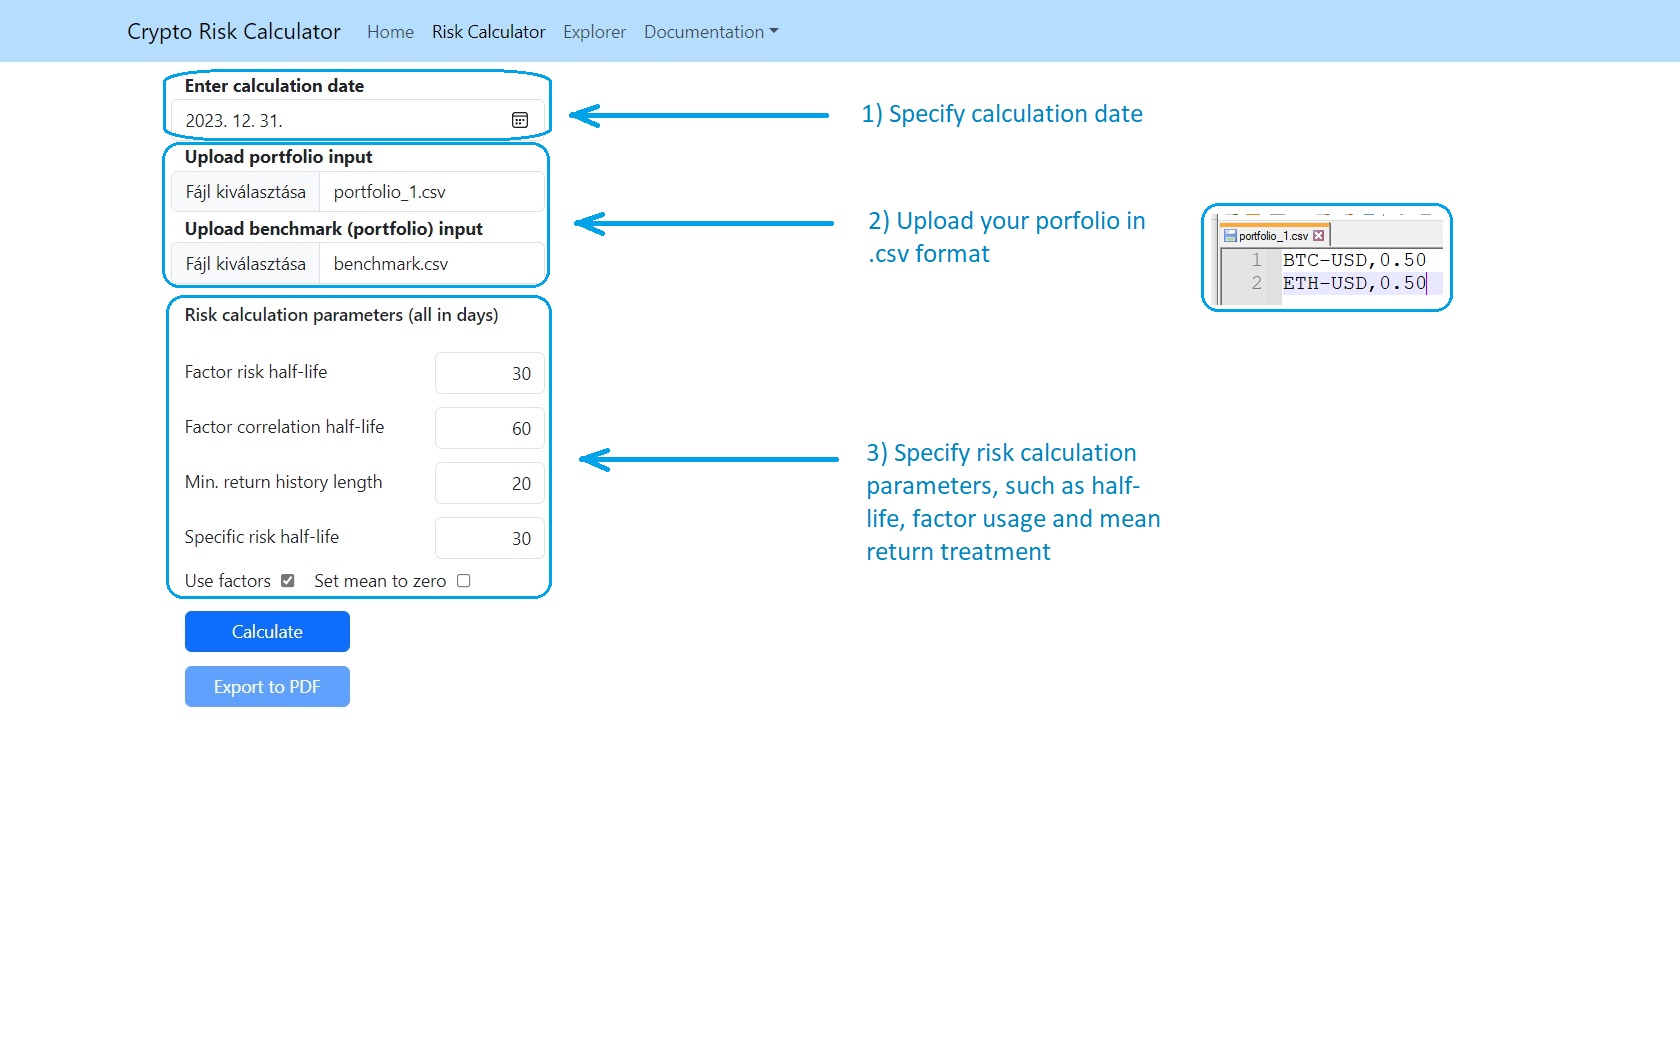 Crypto Risk Calculator Home Risk Calculator Explorer Documentation
Enter calculation date
2023. 12. 31.
1) Specify calculation date
Upload portfolio input
Fájl kiválasztása portfolio_1.csv
Upload benchmark (portfolio) input
Fájl kiválasztása benchmark.csv
2) Upload your porfolio in
.csv format
portfolio_1.csv
1 BTC-USD,0.50
2 ETH-USD,0.50
Risk calculation parameters (all in days)
Factor risk half-life 30
Factor correlation half-life 60
Min. return history length 20
Specific risk half-life 30
Use factors Set mean to zero
3) Specify risk calculation
parameters, such as half-
life, factor usage and mean
return treatment
Calculate
Export to PDF